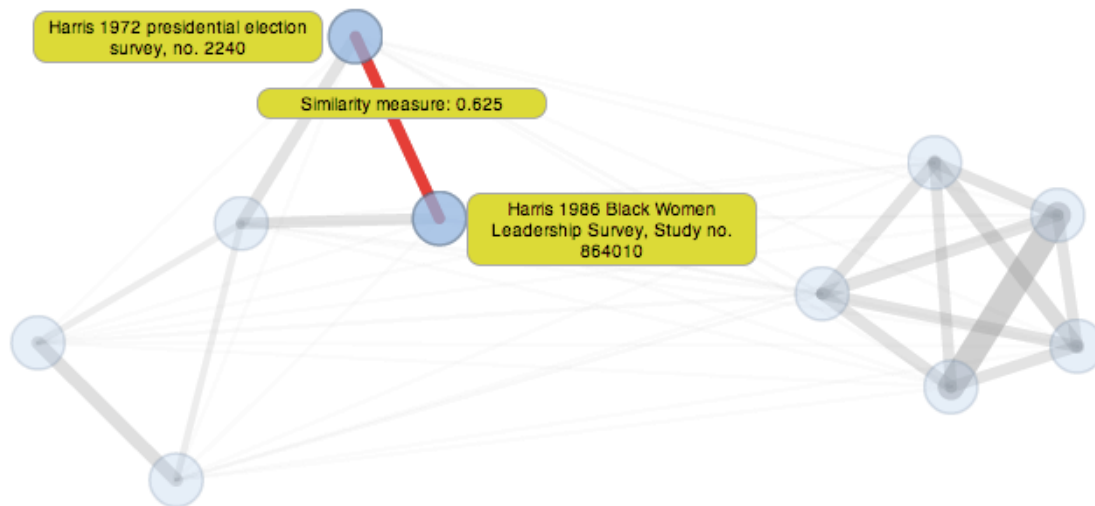 Harris 1972 presidential election
survey, no. 2240
Similarity measure: 0.625
Harris 1986 Black Women
Leadership Survey, Study no.
864010